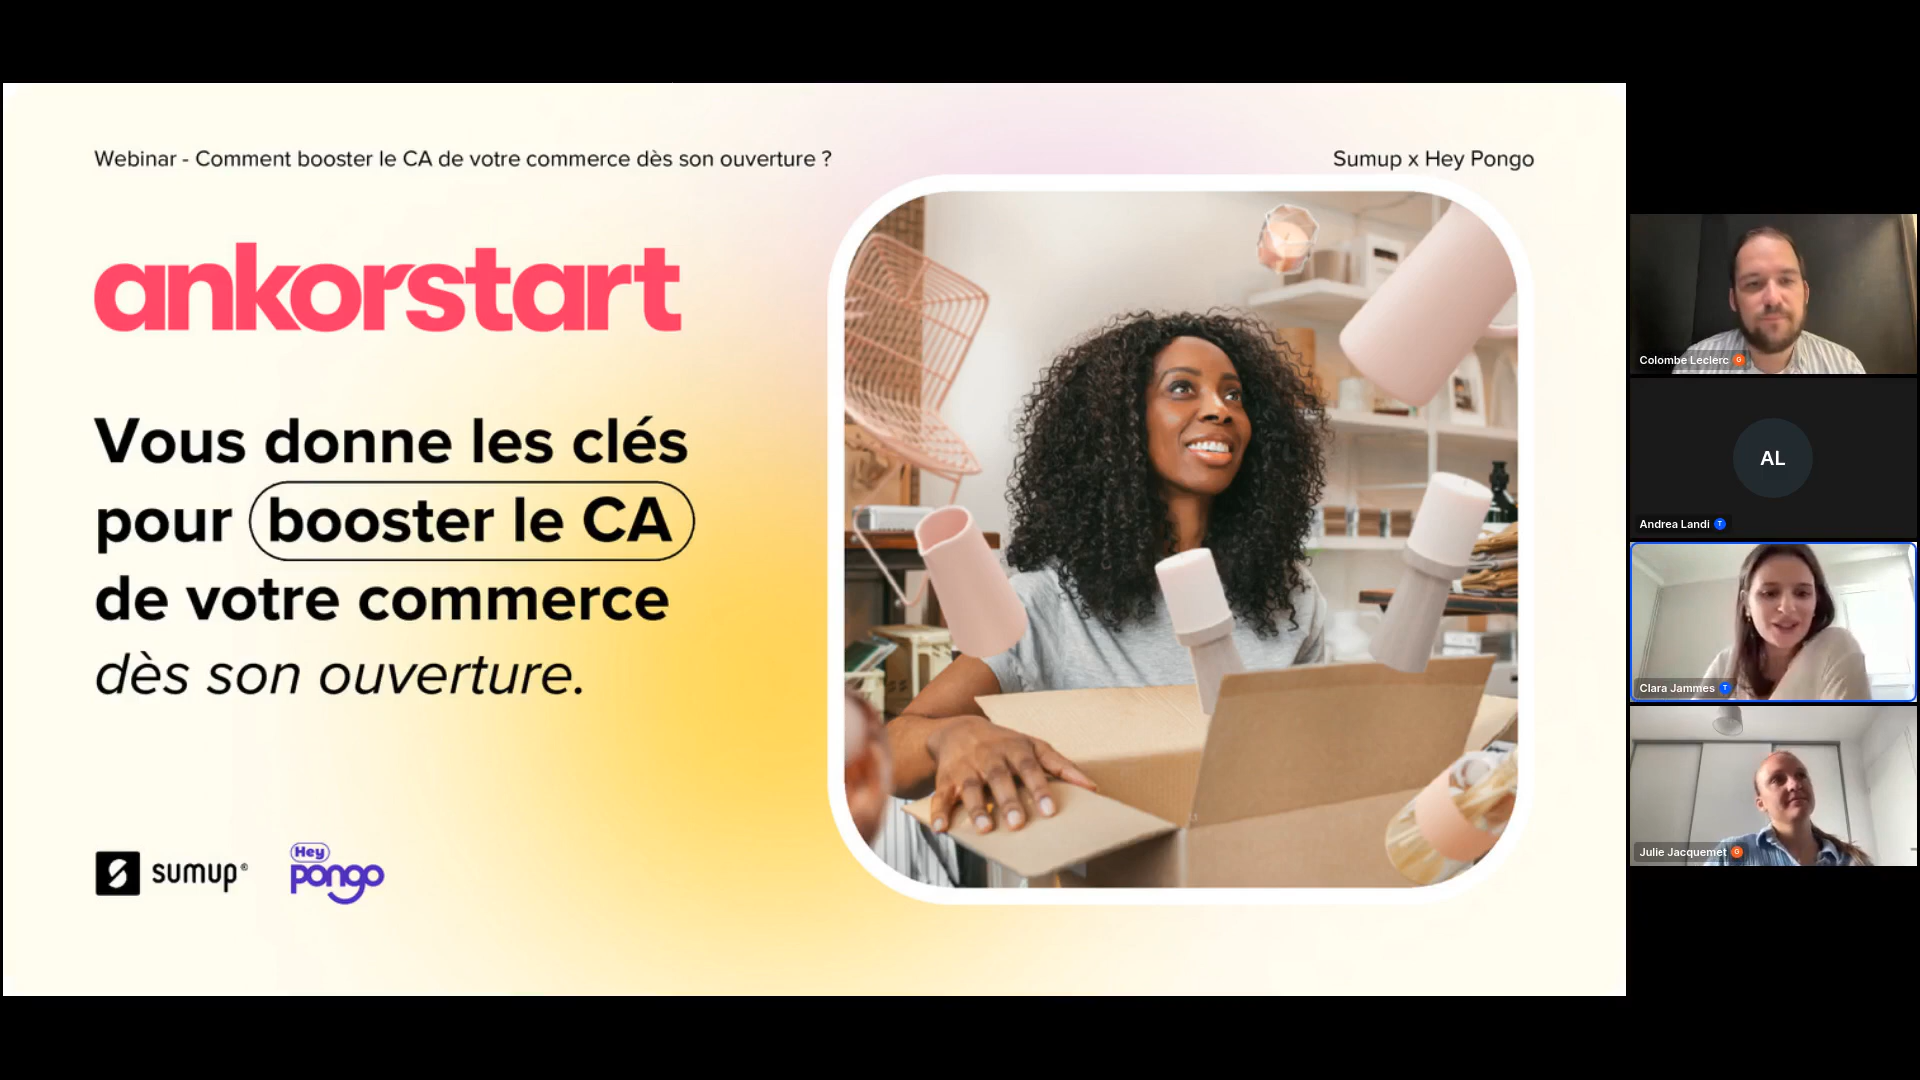 Webinar - Comment booster le CA de votre commerce dès son ouverture ?
Sumup x Hey Pongo
ankorstart
Vous donne les clés
pour booster le CA
de votre commerce
dès son ouverture.
sumup®
Hey
pongo
Colombe Leclerc G
AL
Andrea Landi T
Clara Jammes T
Julie Jacquemet G